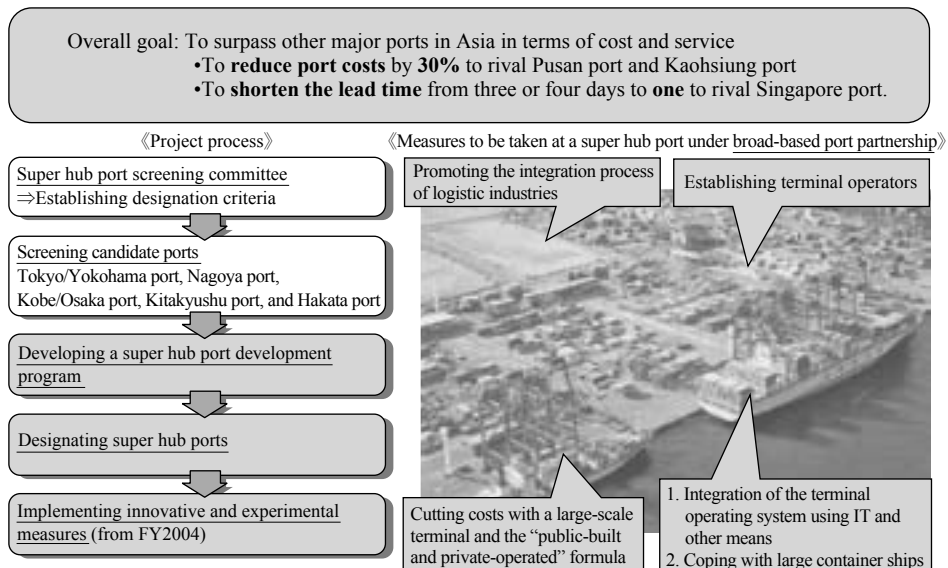 Overall goal: To surpass other major ports in Asia in terms of cost and service
•To reduce port costs by 30% to rival Pusan port and Kaohsiung port
•To shorten the lead time from three or four days to one to rival Singapore port.
《Project process》
Super hub port screening committee
⇒Establishing designation criteria
Screening candidate ports
Tokyo/Yokohama port, Nagoya port,
Kobe/Osaka port, Kitakyushu port, and Hakata port
Developing a super hub port development
program
Designating super hub ports
Implementing innovative and experimental
measures (from FY2004)
《Measures to be taken at a super hub port under broad-based port partnership》
Promoting the integration process
of logistic industries
Establishing terminal operators
Cutting costs with a large-scale
terminal and the “public-built
and private-operated” formula
1. Integration of the terminal
operating system using IT and
other means
2. Coping with large container ships